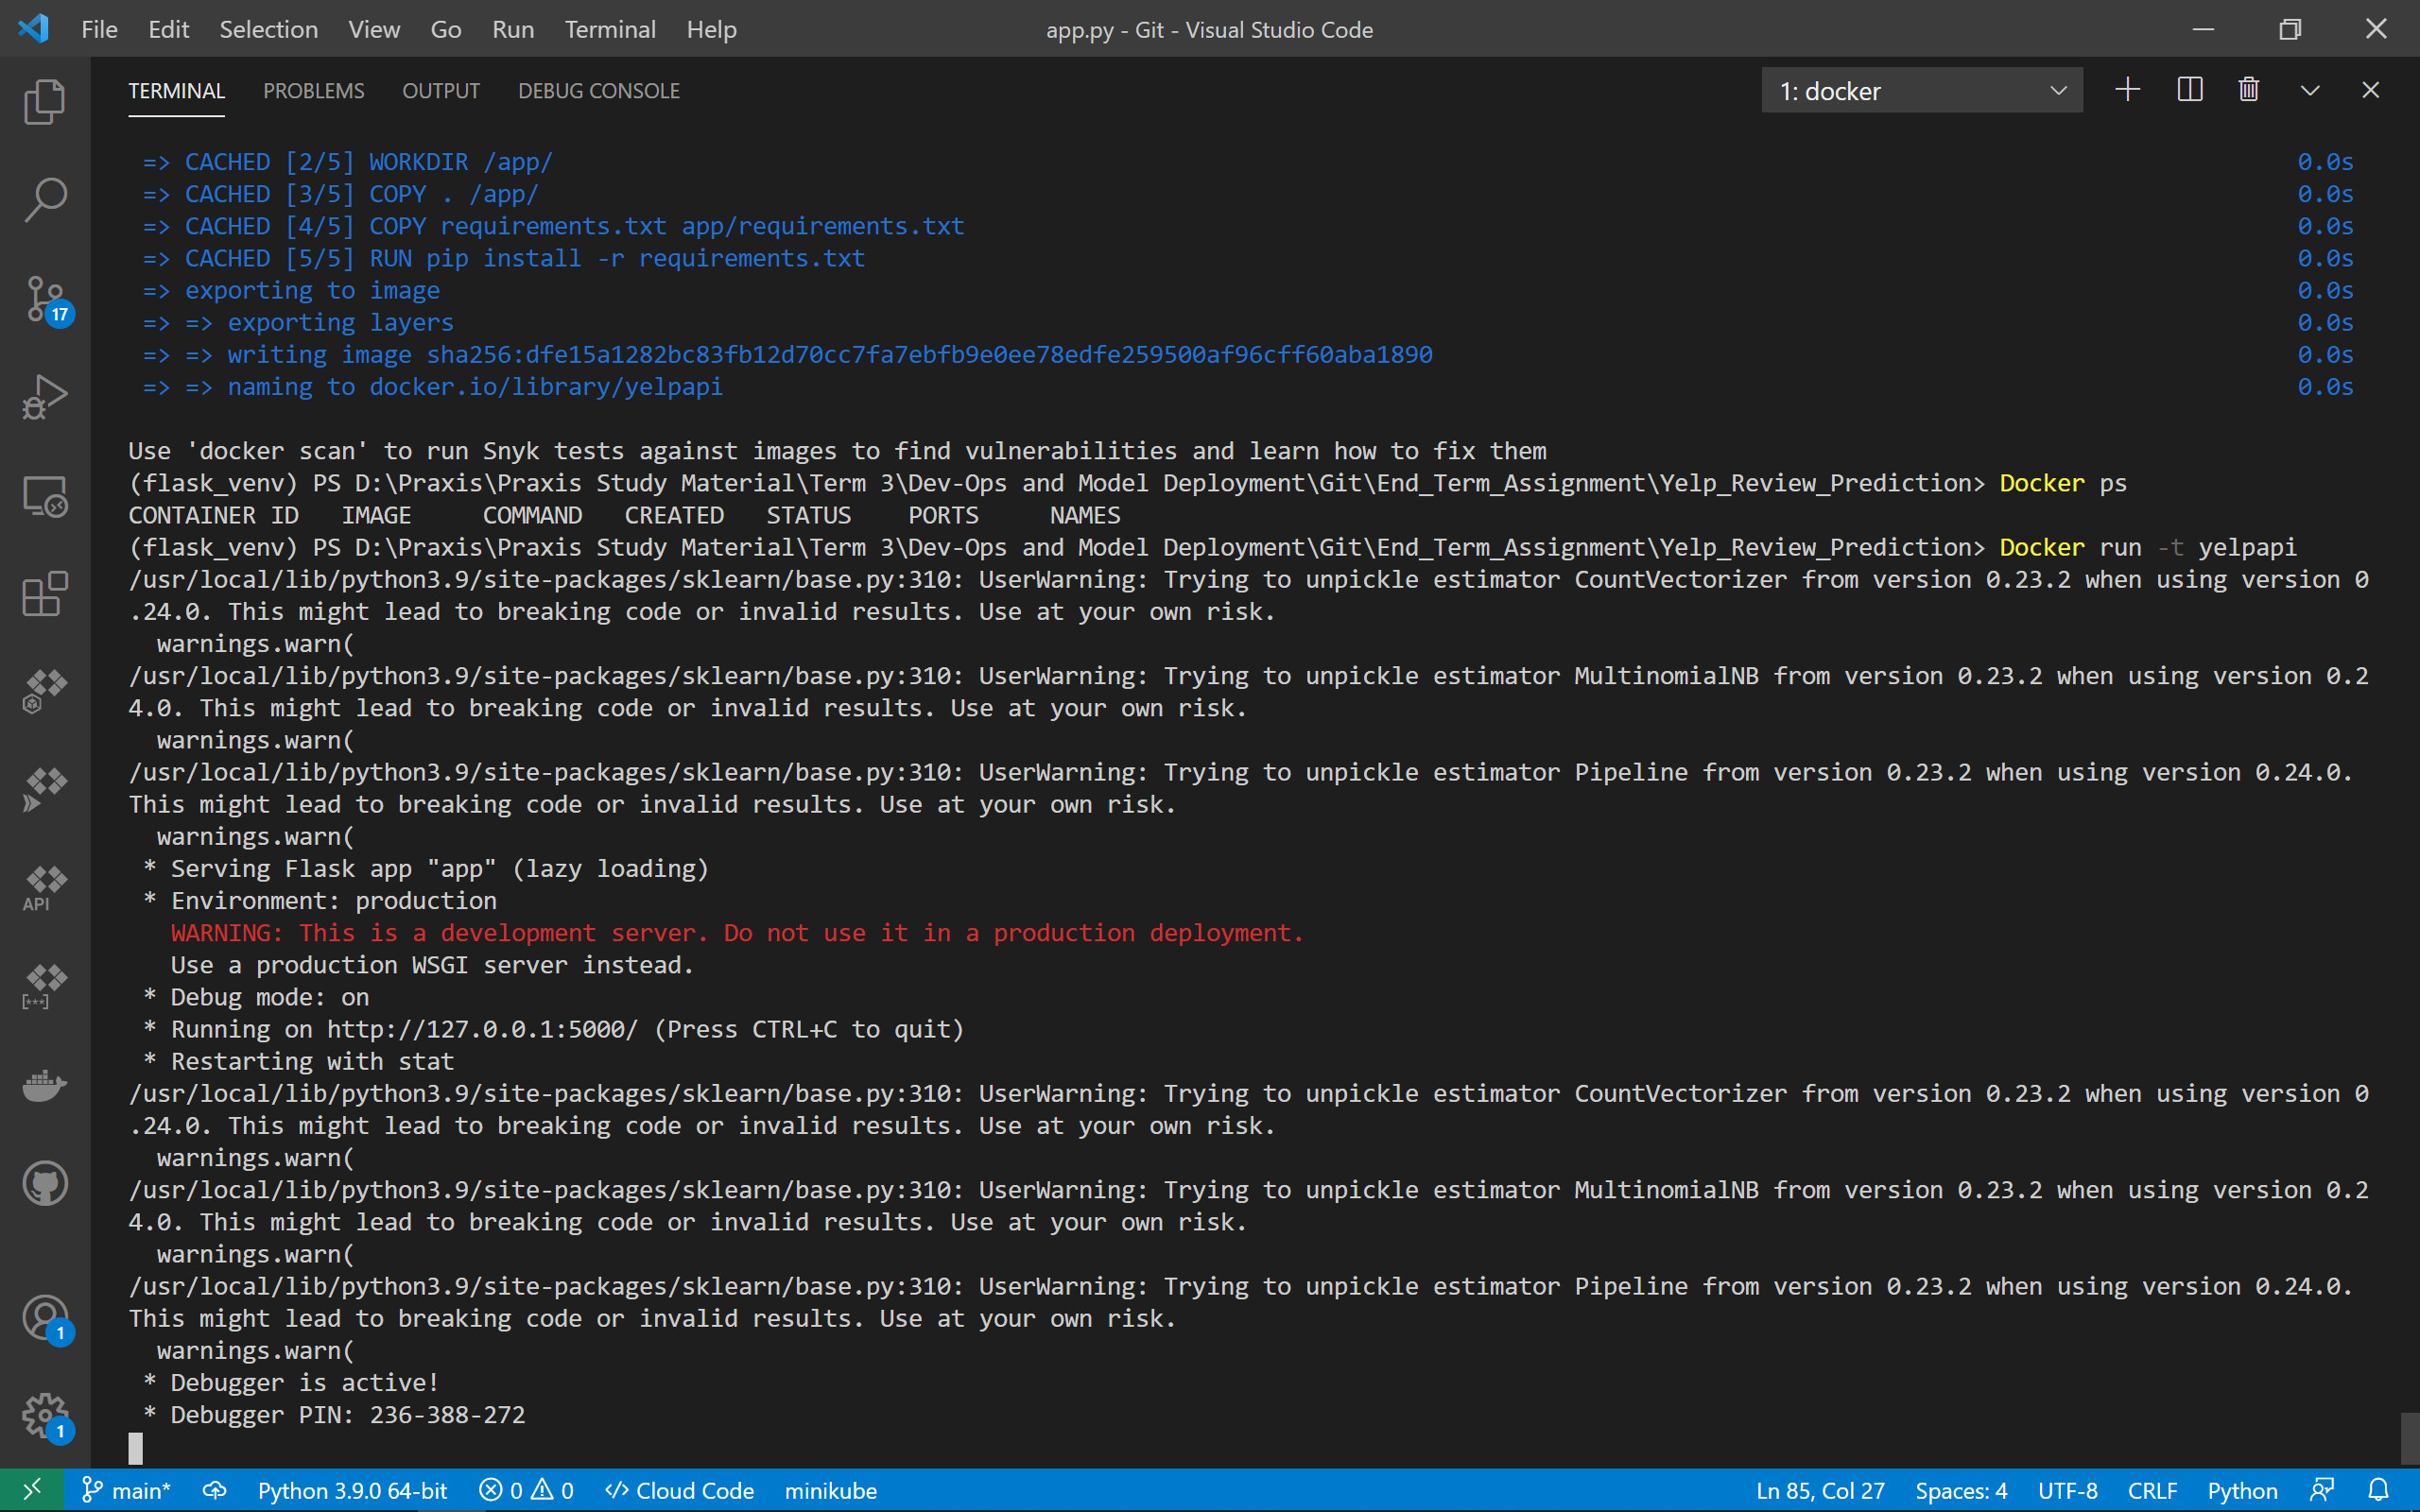 File Edit Selection View Go Run Terminal Help app.py - Git - Visual Studio Code
TERMINAL PROBLEMS OUTPUT DEBUG CONSOLE 1: docker
=> CACHED [2/5] WORKDIR /app/ 0.0s
=> CACHED [3/5] COPY . /app/ 0.0s
=> CACHED [4/5] COPY requirements.txt app/requirements.txt 0.0s
=> CACHED [5/5] RUN pip install -r requirements.txt 0.0s
=> exporting to image 0.0s
=> => exporting layers 0.0s
=> => writing image sha256:dfe15a1282bc83fb12d70cc7fa7ebfb9e0ee78edfe259500af96cff60aba1890 0.0s
=> => naming to docker.io/library/yelpapi 0.0s
Use 'docker scan' to run Snyk tests against images to find vulnerabilities and learn how to fix them
(flask_venv) PS D:\Praxis\Praxis Study Material\Term 3\Dev-Ops and Model Deployment\Git\End_Term_Assignment\Yelp_Review_Prediction> Docker ps
CONTAINER ID IMAGE COMMAND CREATED STATUS PORTS NAMES
(flask_venv) PS D:\Praxis\Praxis Study Material\Term 3\Dev-Ops and Model Deployment\Git\End_Term_Assignment\Yelp_Review_Prediction> Docker run -t yelpapi
/usr/local/lib/python3.9/site-packages/sklearn/base.py:310: UserWarning: Trying to unpickle estimator CountVectorizer from version 0.23.2 when using version 0
.24.0. This might lead to breaking code or invalid results. Use at your own risk.
warnings.warn(
/usr/local/lib/python3.9/site-packages/sklearn/base.py:310: UserWarning: Trying to unpickle estimator MultinomialNB from version 0.23.2 when using version 0.2
4.0. This might lead to breaking code or invalid results. Use at your own risk.
warnings.warn(
/usr/local/lib/python3.9/site-packages/sklearn/base.py:310: UserWarning: Trying to unpickle estimator Pipeline from version 0.23.2 when using version 0.24.0.
This might lead to breaking code or invalid results. Use at your own risk.
warnings.warn(
* Serving Flask app "app" (lazy loading)
* Environment: production
WARNING: This is a development server. Do not use it in a production deployment.
Use a production WSGI server instead.
* Debug mode: on
* Running on http://127.0.0.1:5000/ (Press CTRL+C to quit)
* Restarting with stat
/usr/local/lib/python3.9/site-packages/sklearn/base.py:310: UserWarning: Trying to unpickle estimator CountVectorizer from version 0.23.2 when using version 0
.24.0. This might lead to breaking code or invalid results. Use at your own risk.
warnings.warn(
/usr/local/lib/python3.9/site-packages/sklearn/base.py:310: UserWarning: Trying to unpickle estimator MultinomialNB from version 0.23.2 when using version 0.2
4.0. This might lead to breaking code or invalid results. Use at your own risk.
warnings.warn(
/usr/local/lib/python3.9/site-packages/sklearn/base.py:310: UserWarning: Trying to unpickle estimator Pipeline from version 0.23.2 when using version 0.24.0.
This might lead to breaking code or invalid results. Use at your own risk.
warnings.warn(
* Debugger is active!
* Debugger PIN: 236-388-272
17
API
[***]
1
1
main* Python 3.9.0 64-bit 0 0 Cloud Code minikube Ln 85, Col 27 Spaces: 4 UTF-8 CRLF Python